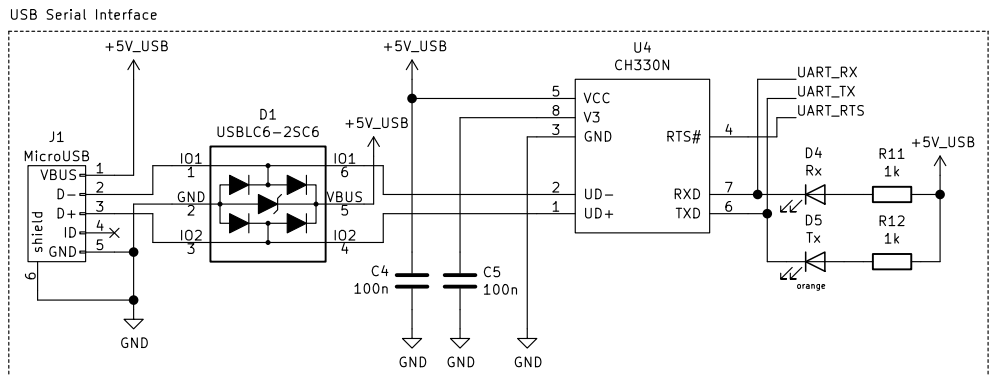 USB Serial Interface
+5V_USB
+5V_USB
U4
CH330N
UART_RX
UART_TX
UART_RTS
D1
USBLC6-2SC6
+5V_USB
+5V_USB
J1
MicroUSB
VBUS 1
D- 2
D+ 3
ID 4
GND 5
shield
6
IO1
1
GND
2
IO2
3
IO1
6
VBUS
5
IO2
4
5 VCC
8 V3
3 GND
2 UD-
1 UD+
RTS# 4
RXD 7
TXD 6
D4
Rx
R11
1k
D5
Tx
orange
R12
1k
C4
100n
C5
100n
GND
GND
GND
GND